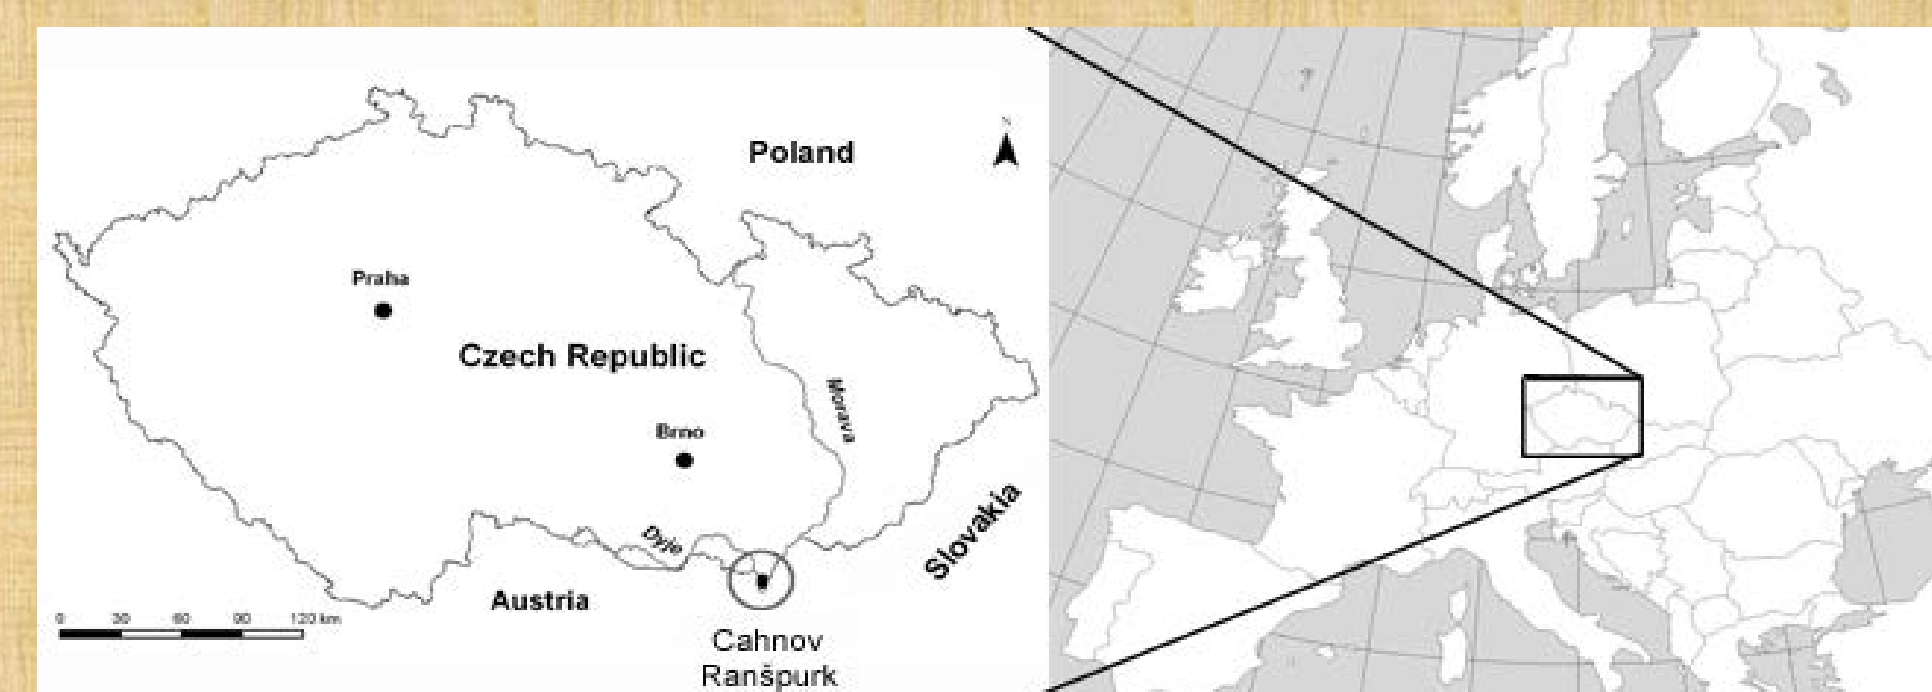 N
Poland
Praha
Czech Republic
Morava
Brno
Dyje
Slovakia
Austria
0 30 60 90 120 km
Cahnov
Ranšpurk